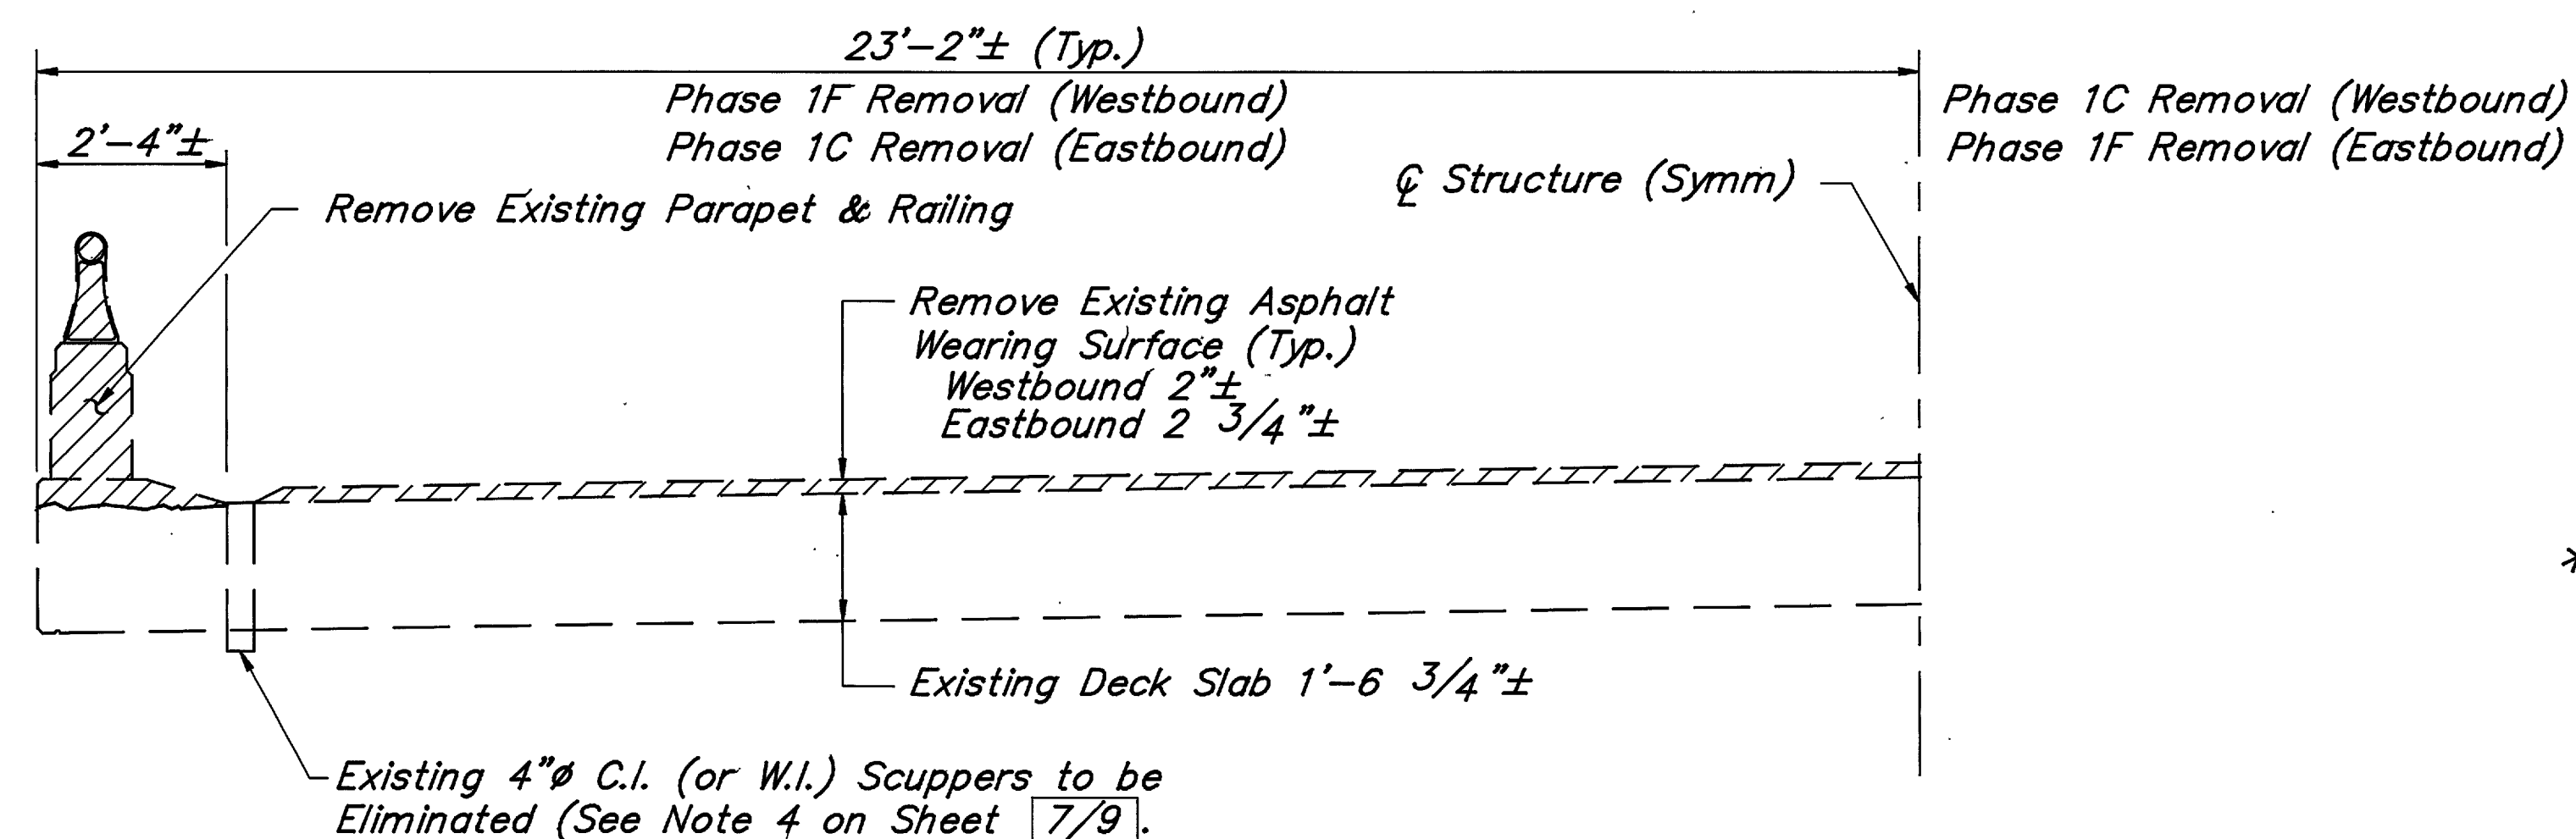 23'-2"± (Typ.)
Phase 1F Removal (Westbound)
Phase 1C Removal (Eastbound)
Phase 1C Removal (Westbound)
Phase 1F Removal (Eastbound)
2'-4"±
℄ Structure (Symm)
Remove Existing Parapet & Railing
Remove Existing Asphalt
Wearing Surface (Typ.)
Westbound 2"±
Eastbound 2 3/4"±
*
Existing Deck Slab 1'-6 3/4"±
Existing 4"ø C.I. (or W.I.) Scuppers to be
Eliminated (See Note 4 on Sheet 7/9.